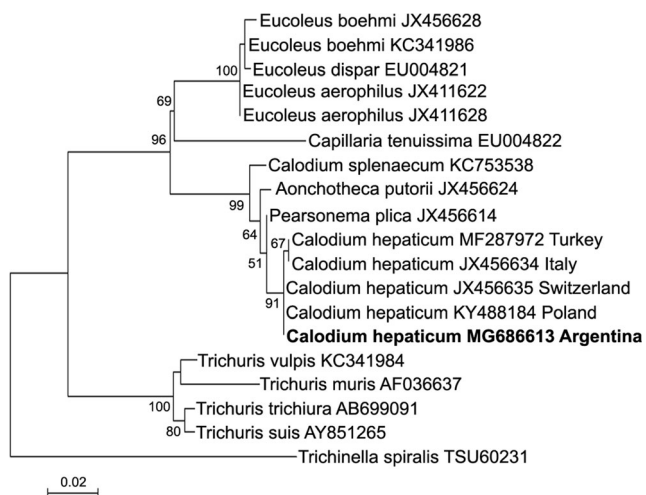 Eucoleus boehmi JX456628
Eucoleus boehmi KC341986
Eucoleus dispar EU004821
100
Eucoleus aerophilus JX411622
69
Eucoleus aerophilus JX411628
96
Capillaria tenuissima EU004822
Calodium splenaecum KC753538
Aonchotheca putorii JX456624
99
Pearsonema plica JX456614
64
67
Calodium hepaticum MF287972 Turkey
51
Calodium hepaticum JX456634 Italy
Calodium hepaticum JX456635 Switzerland
91
Calodium hepaticum KY488184 Poland
Calodium hepaticum MG686613 Argentina
Trichuris vulpis KC341984
Trichuris muris AF036637
100
Trichuris trichiura AB699091
80
Trichuris suis AY851265
Trichinella spiralis TSU60231
0.02